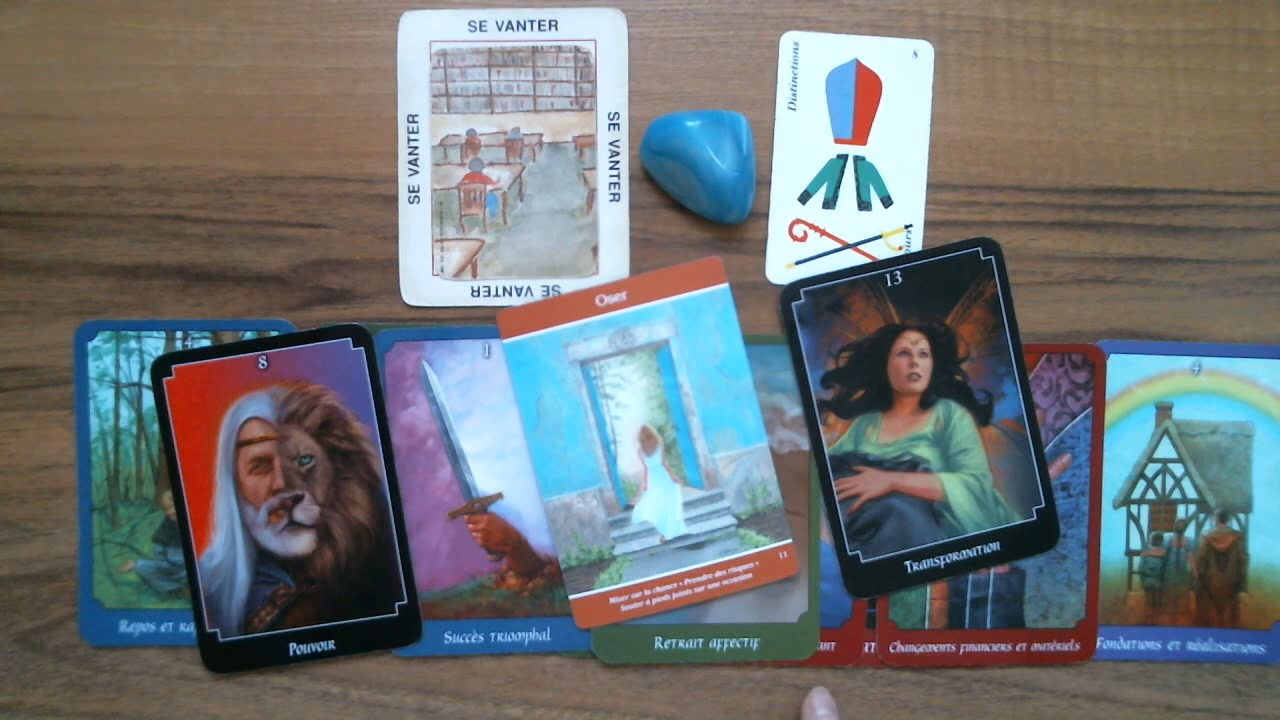 SE VANTER
SE VANTER
SE VANTER
SE VANTER
Distinctions
8
4
8
Pouvoir
Repos et
1
Succès triomphal
Oser
Miser sur la chance • Prendre des risques •
Sauter à pieds joints sur une occasion
11
Retrait affectif
13
Transformation
Changements financiers et matériels
4
Fondations et réalisations